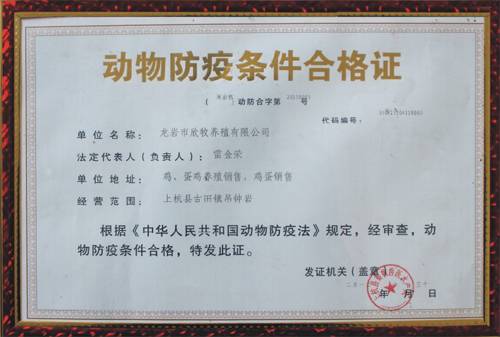 动物防疫条件合格证
( ) 动防合字第 号
代码编号:
单位名称: 龙岩市欣牧养殖有限公司
法定代表人(负责人): 雷金荣
单位地址: 鸡、蛋鸡养殖销售、鸡蛋销售
经营范围: 上杭县古田镇吊钟岩
根据《中华人民共和国动物防疫法》规定,经审查,动
物防疫条件合格,特发此证。
发证机关(盖章)
年 月 日